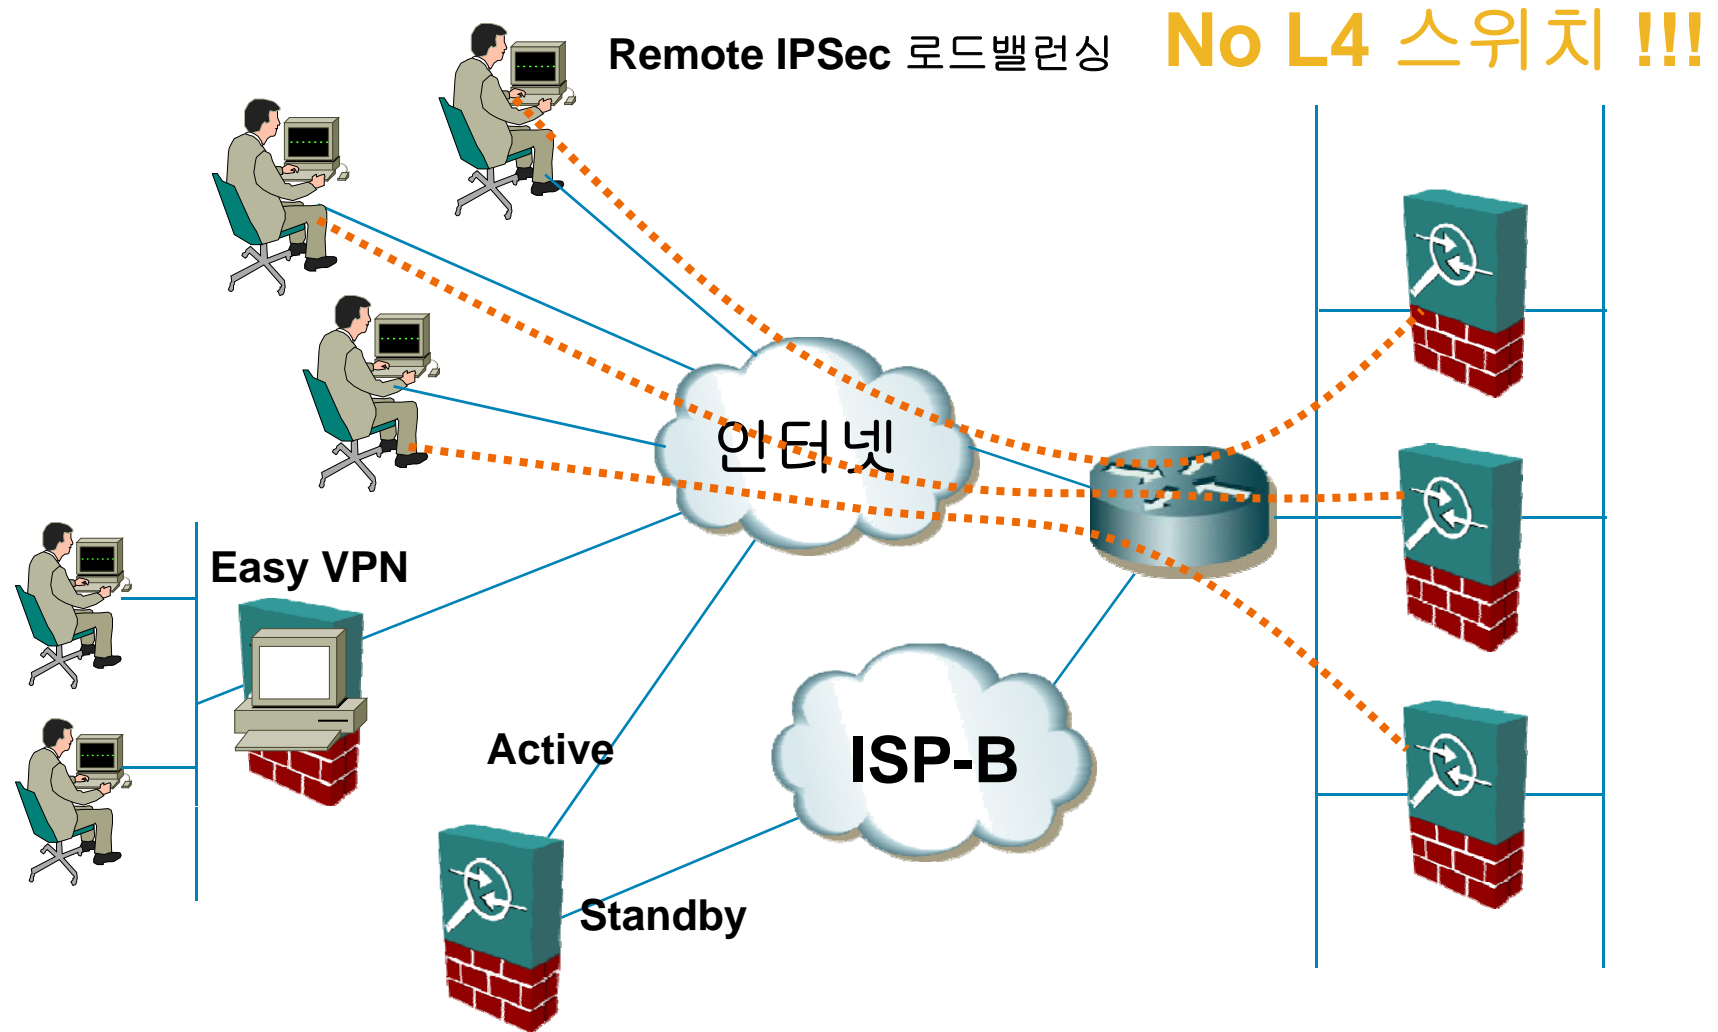 No L4 스위치 !!!
Remote IPSec 로드밸런싱
인터넷
Easy VPN
Active
ISP-B
Standby